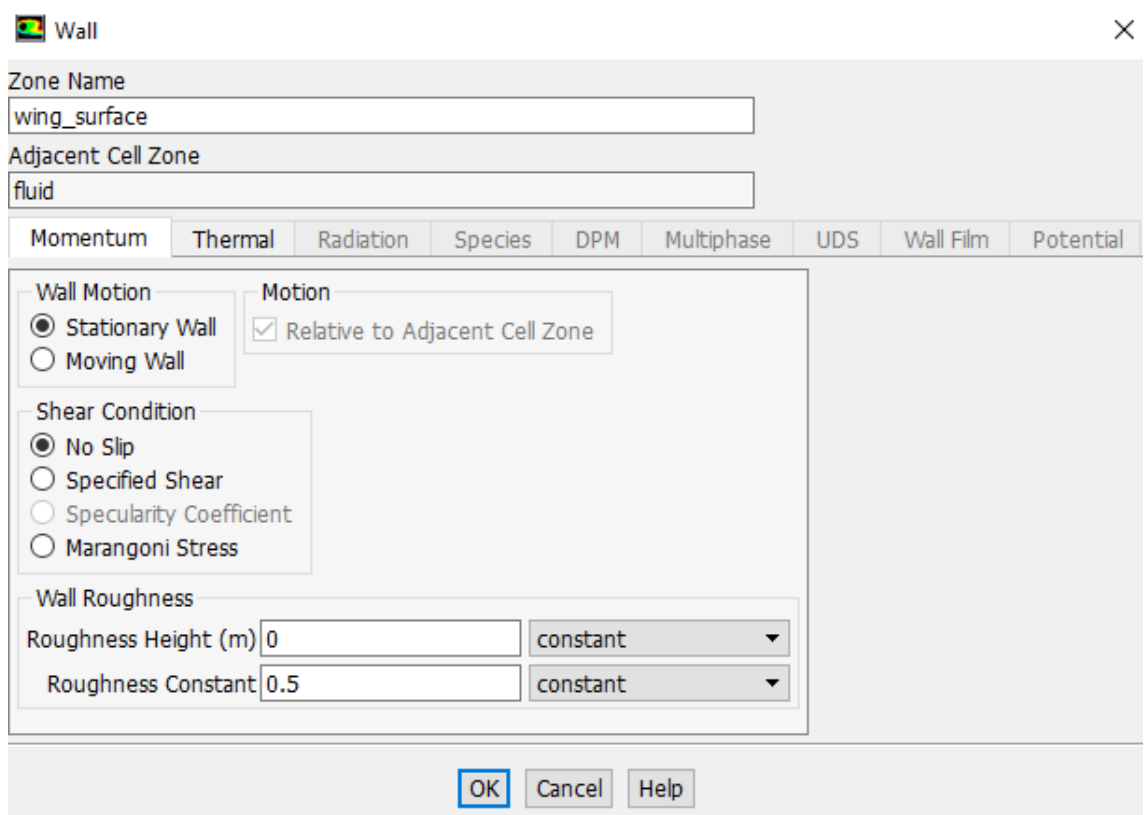 Wall
Zone Name
wing_surface
Adjacent Cell Zone
fluid
Momentum Thermal Radiation Species DPM Multiphase UDS Wall Film Potential
Wall Motion Motion
Stationary Wall Relative to Adjacent Cell Zone
Moving Wall
Shear Condition
No Slip
Specified Shear
Specularity Coefficient
Marangoni Stress
Wall Roughness
Roughness Height (m) 0 constant
Roughness Constant 0.5 constant
OK Cancel Help